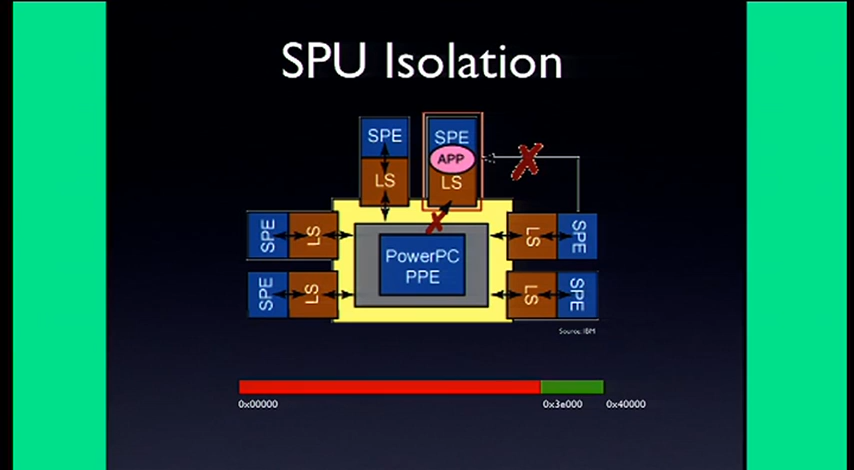 SPU Isolation
SPE
SPE
APP
LS
LS
SPE
LS
LS
SPE
PowerPC
PPE
SPE
LS
LS
SPE
Source: IBM
0x00000
0x3e000
0x40000